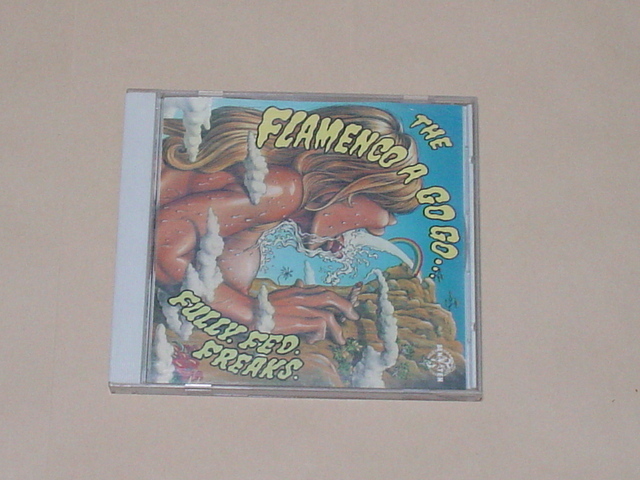 THE
FLAMENCO A GO GO...
FULLY. FED.
FREAKS.